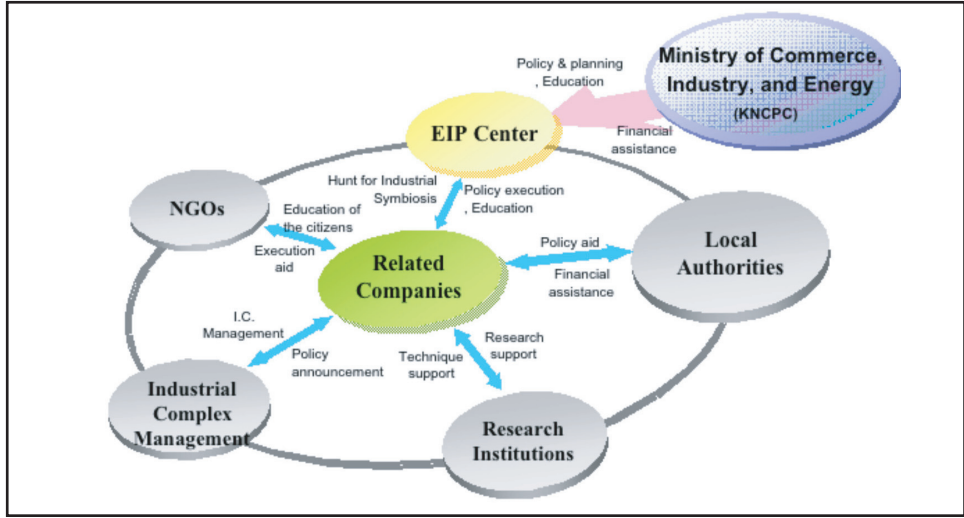 Ministry of Commerce,
Industry, and Energy
(KNCPC)
Policy & planning
, Education
Financial
assistance
EIP Center
Hunt for Industrial
Symbiosis
Policy execution
, Education
NGOs
Education of
the citizens
Execution
aid
Related
Companies
Policy aid
Financial
assistance
Local
Authorities
I.C.
Management
Policy
announcement
Technique
support
Research
support
Industrial
Complex
Management
Research
Institutions